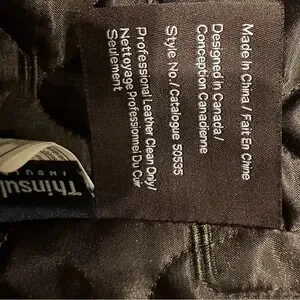 Made In China / Fait En Chine
Designed in Canada /
Conception Canadienne
Style No. / Catalogue 50535
Professional Leather Clean Only/
Nettoyage Professionnel Du Cuir
Seulement
Thinsul
INSUL